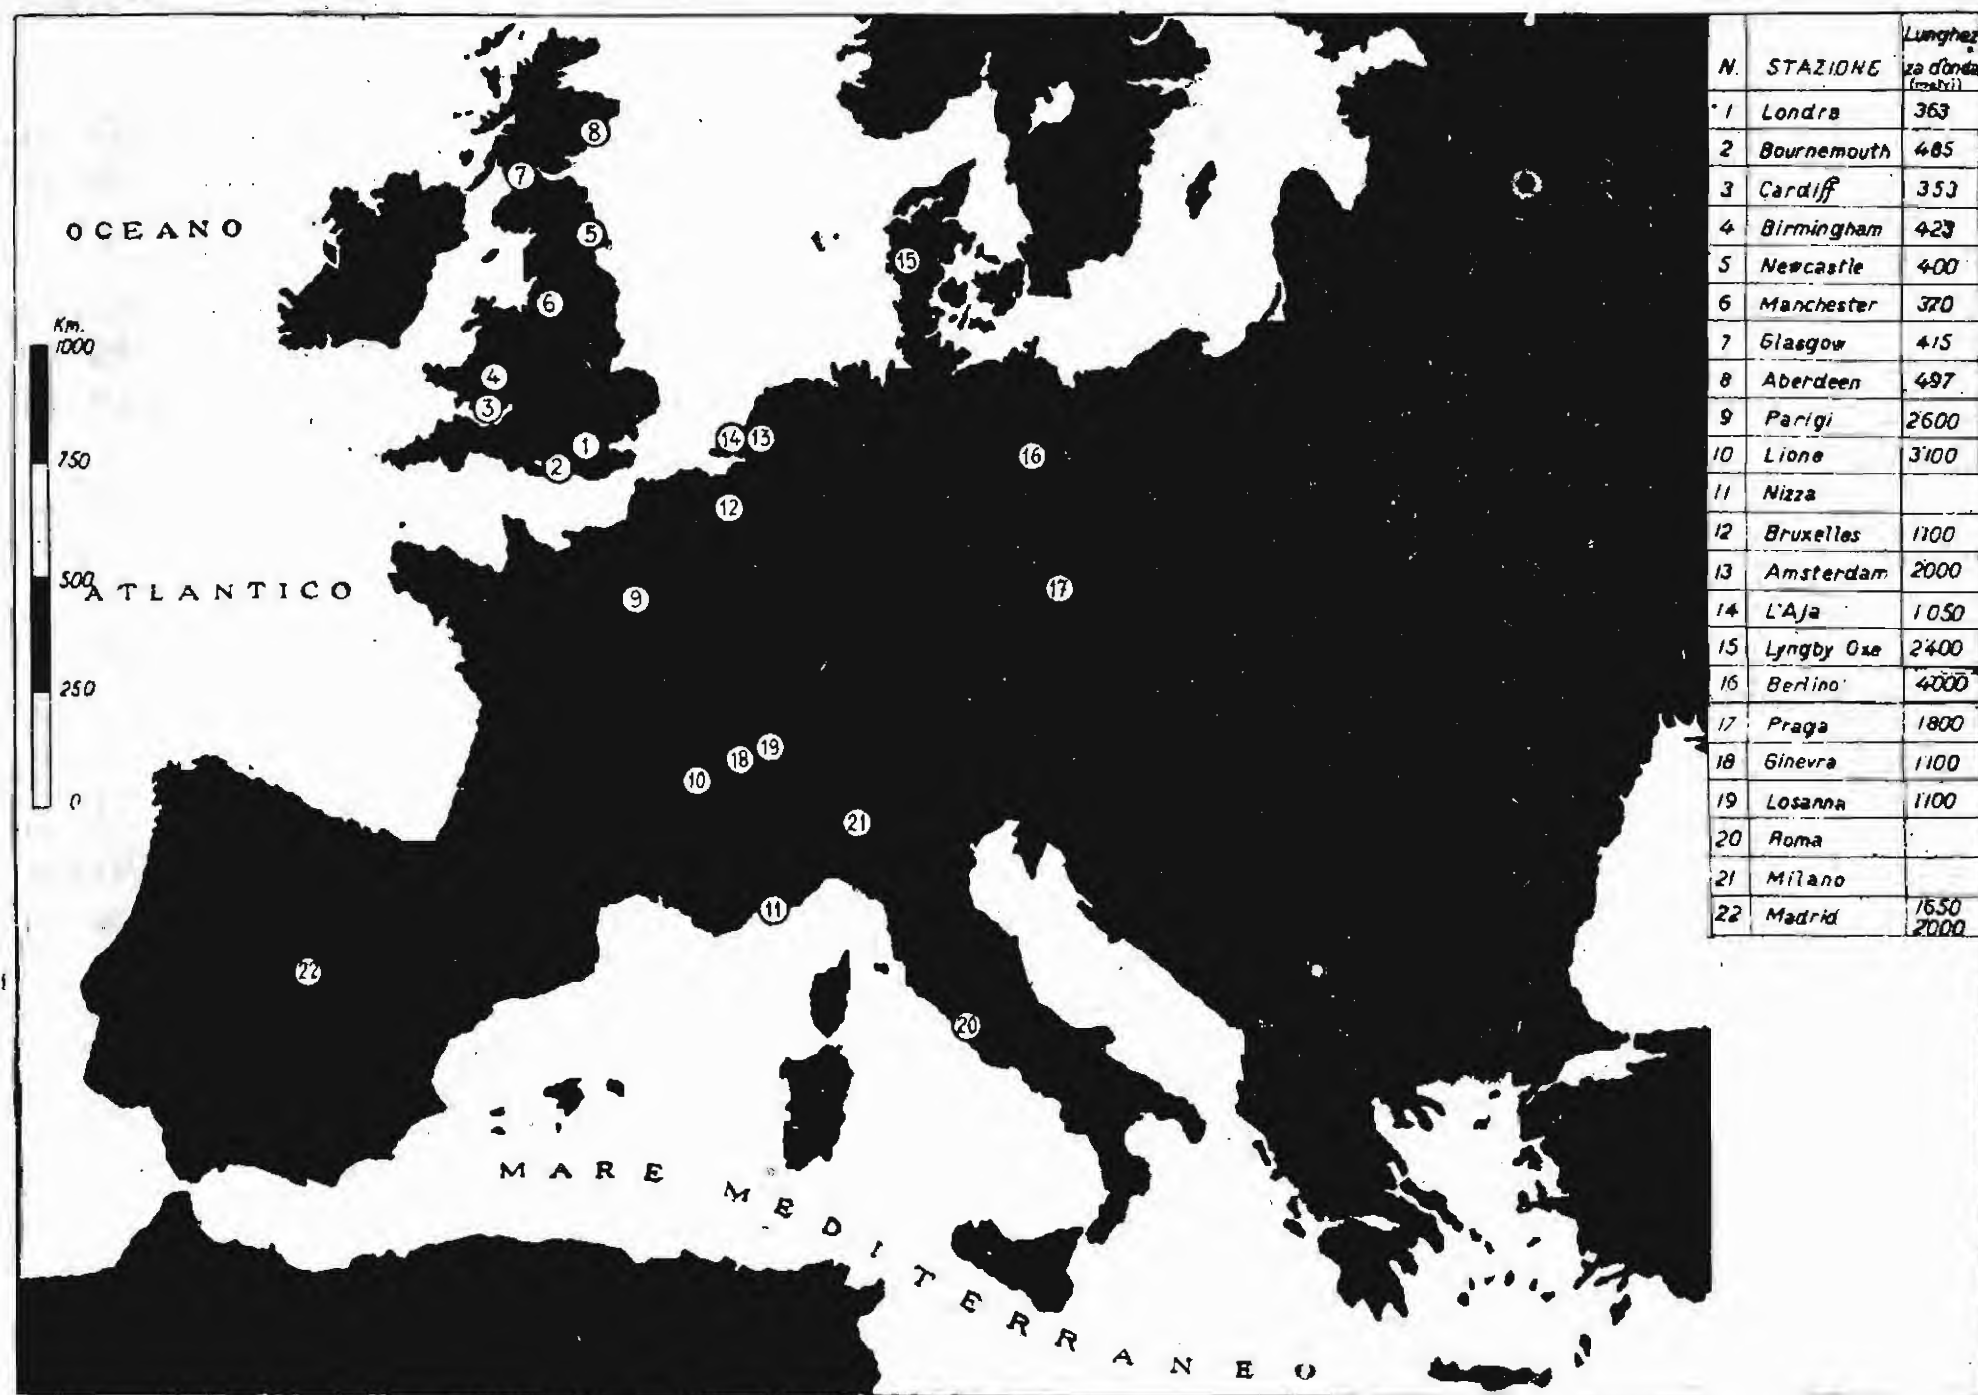 OCEANO
ATLANTICO
MARE MEDITERRANEO
Km.
1000
750
500
250
0
8
7
5
15
6
4
3
1
2
14 13
16
12
9
17
19
18
10
21
11
22
20
N. STAZIONE Lunghez
za d'onda
(metri)
1 Londra 363
2 Bournemouth 485
3 Cardiff 353
4 Birmingham 423
5 Newcastle 400
6 Manchester 370
7 Glasgow 415
8 Aberdeen 497
9 Parigi 2600
10 Lione 3100
11 Nizza
12 Bruxelles 1100
13 Amsterdam 2000
14 L'Aja 1050
15 Lyngby Oxe 2400
16 Berlino 4000
17 Praga 1800
18 Ginevra 1100
19 Losanna 1100
20 Roma
21 Milano
22 Madrid 1650
2000